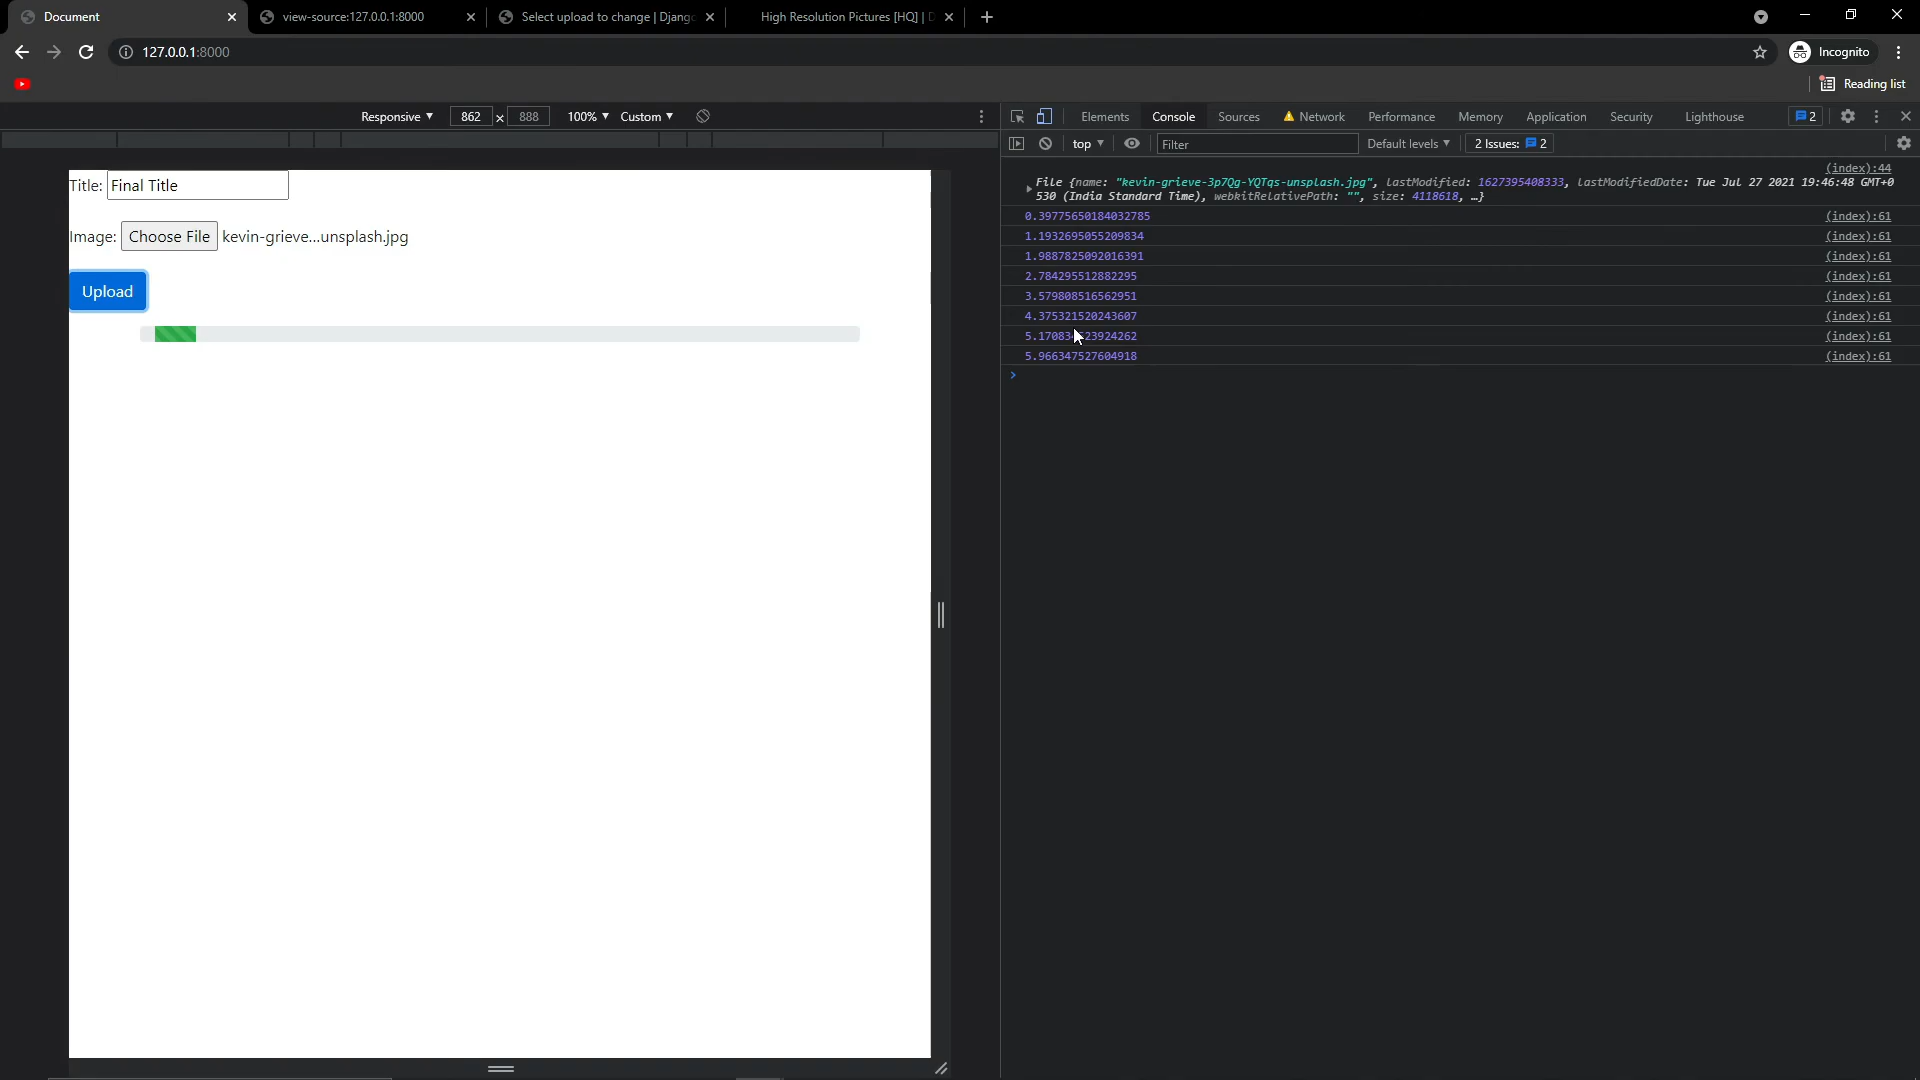 Document
view-source:127.0.0.1:8000
Select upload to change | Djang
High Resolution Pictures [HQ] |
127.0.0.1:8000
Incognito
Reading list
Responsive
862 × 888
100%
Custom
Elements
Console
Sources
Network
Performance
Memory
Application
Security
Lighthouse
2
top
Filter
Default levels
2 Issues: 2
Title: Final Title
Image: Choose File kevin-grieve...unsplash.jpg
Upload
(index):44
File {name: "kevin-grieve-3p7Qg-YQTqs-unsplash.jpg", lastModified: 1627395408333, lastModifiedDate: Tue Jul 27 2021 19:46:48 GMT+0
530 (India Standard Time), webkitRelativePath: "", size: 4118618, …}
0.39775650184032785 (index):61
1.1932695055209834 (index):61
1.9887825092016391 (index):61
2.784295512882295 (index):61
3.579808516562951 (index):61
4.375321520243607 (index):61
(index):61
5.966347527604918 (index):61